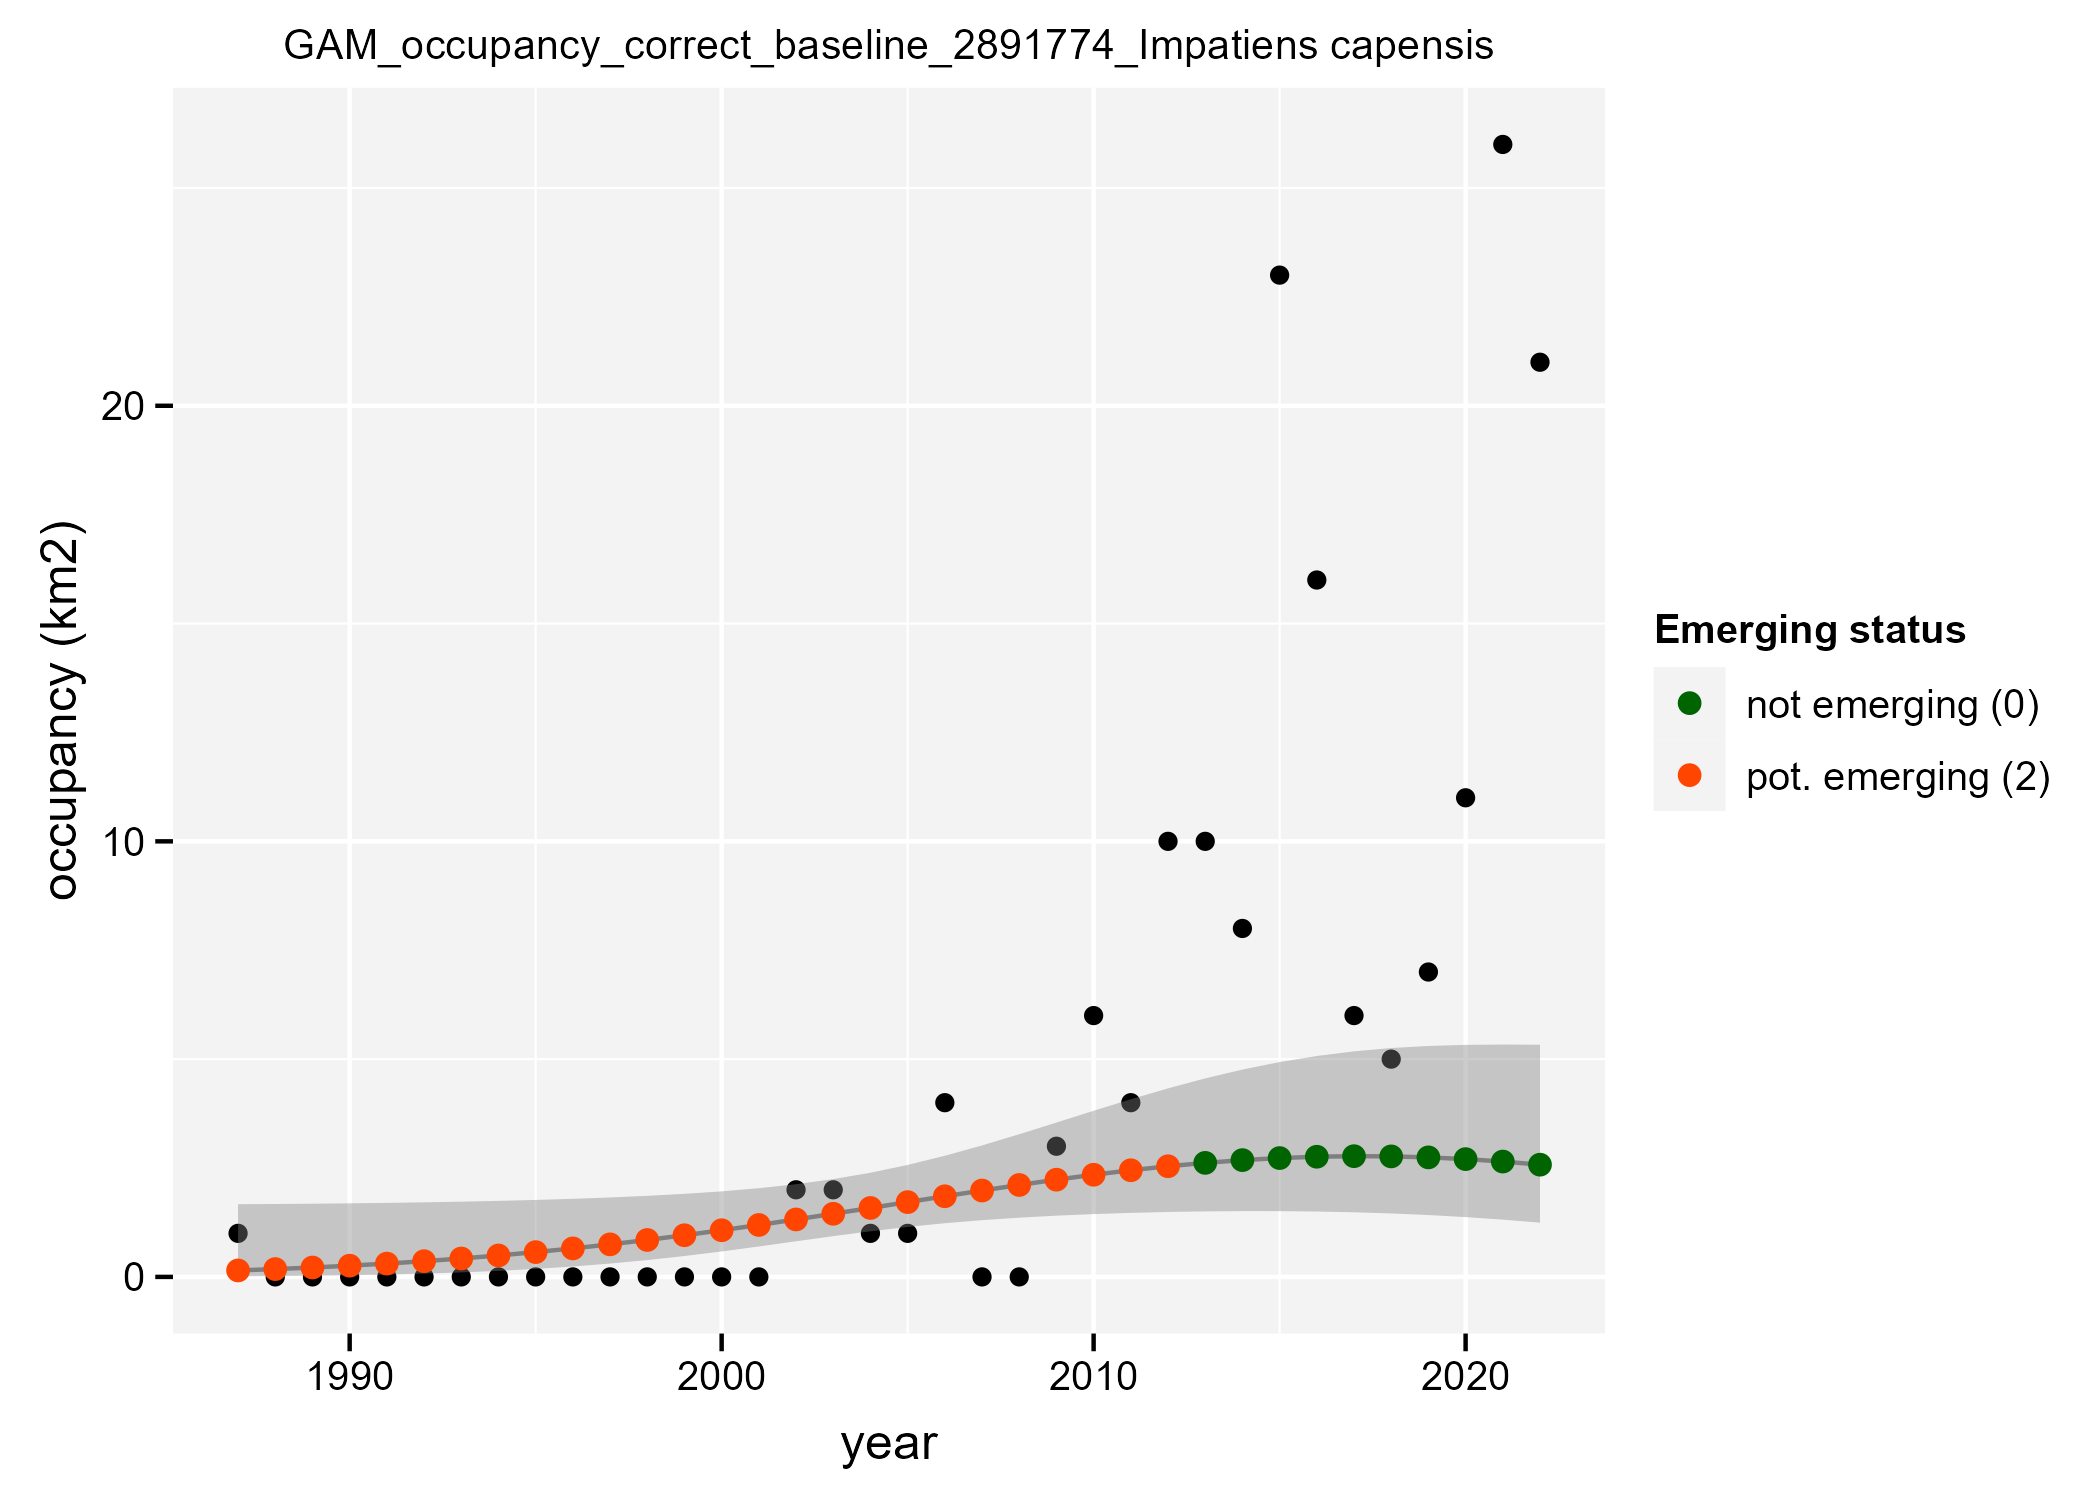 GAM_occupancy_correct_baseline_2891774_Impatiens capensis
occupancy (km2)
20
10
0
1990
2000
2010
2020
year
Emerging status
not emerging (0)
pot. emerging (2)